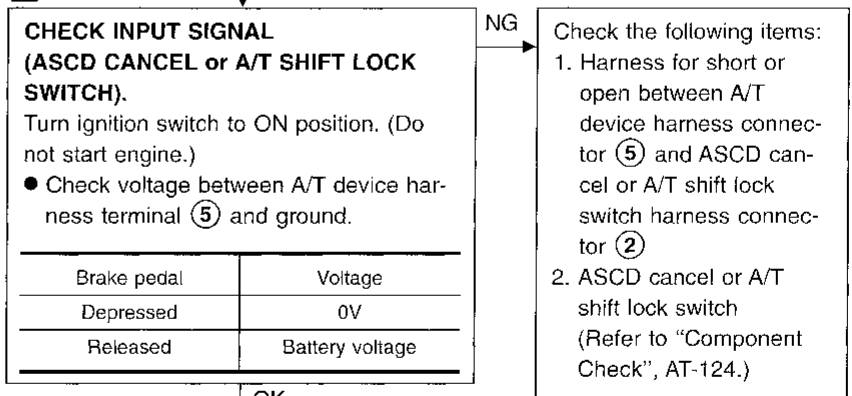 CHECK INPUT SIGNAL
(ASCD CANCEL or A/T SHIFT LOCK
SWITCH).
Turn ignition switch to ON position. (Do
not start engine.)
● Check voltage between A/T device har-
ness terminal ⑤ and ground.
Brake pedal Voltage
Depressed 0V
Released Battery voltage
OK
NG
Check the following items:
1. Harness for short or
open between A/T
device harness connec-
tor ⑤ and ASCD can-
cel or A/T shift lock
switch harness connec-
tor ②
2. ASCD cancel or A/T
shift lock switch
(Refer to “Component
Check”, AT-124.)